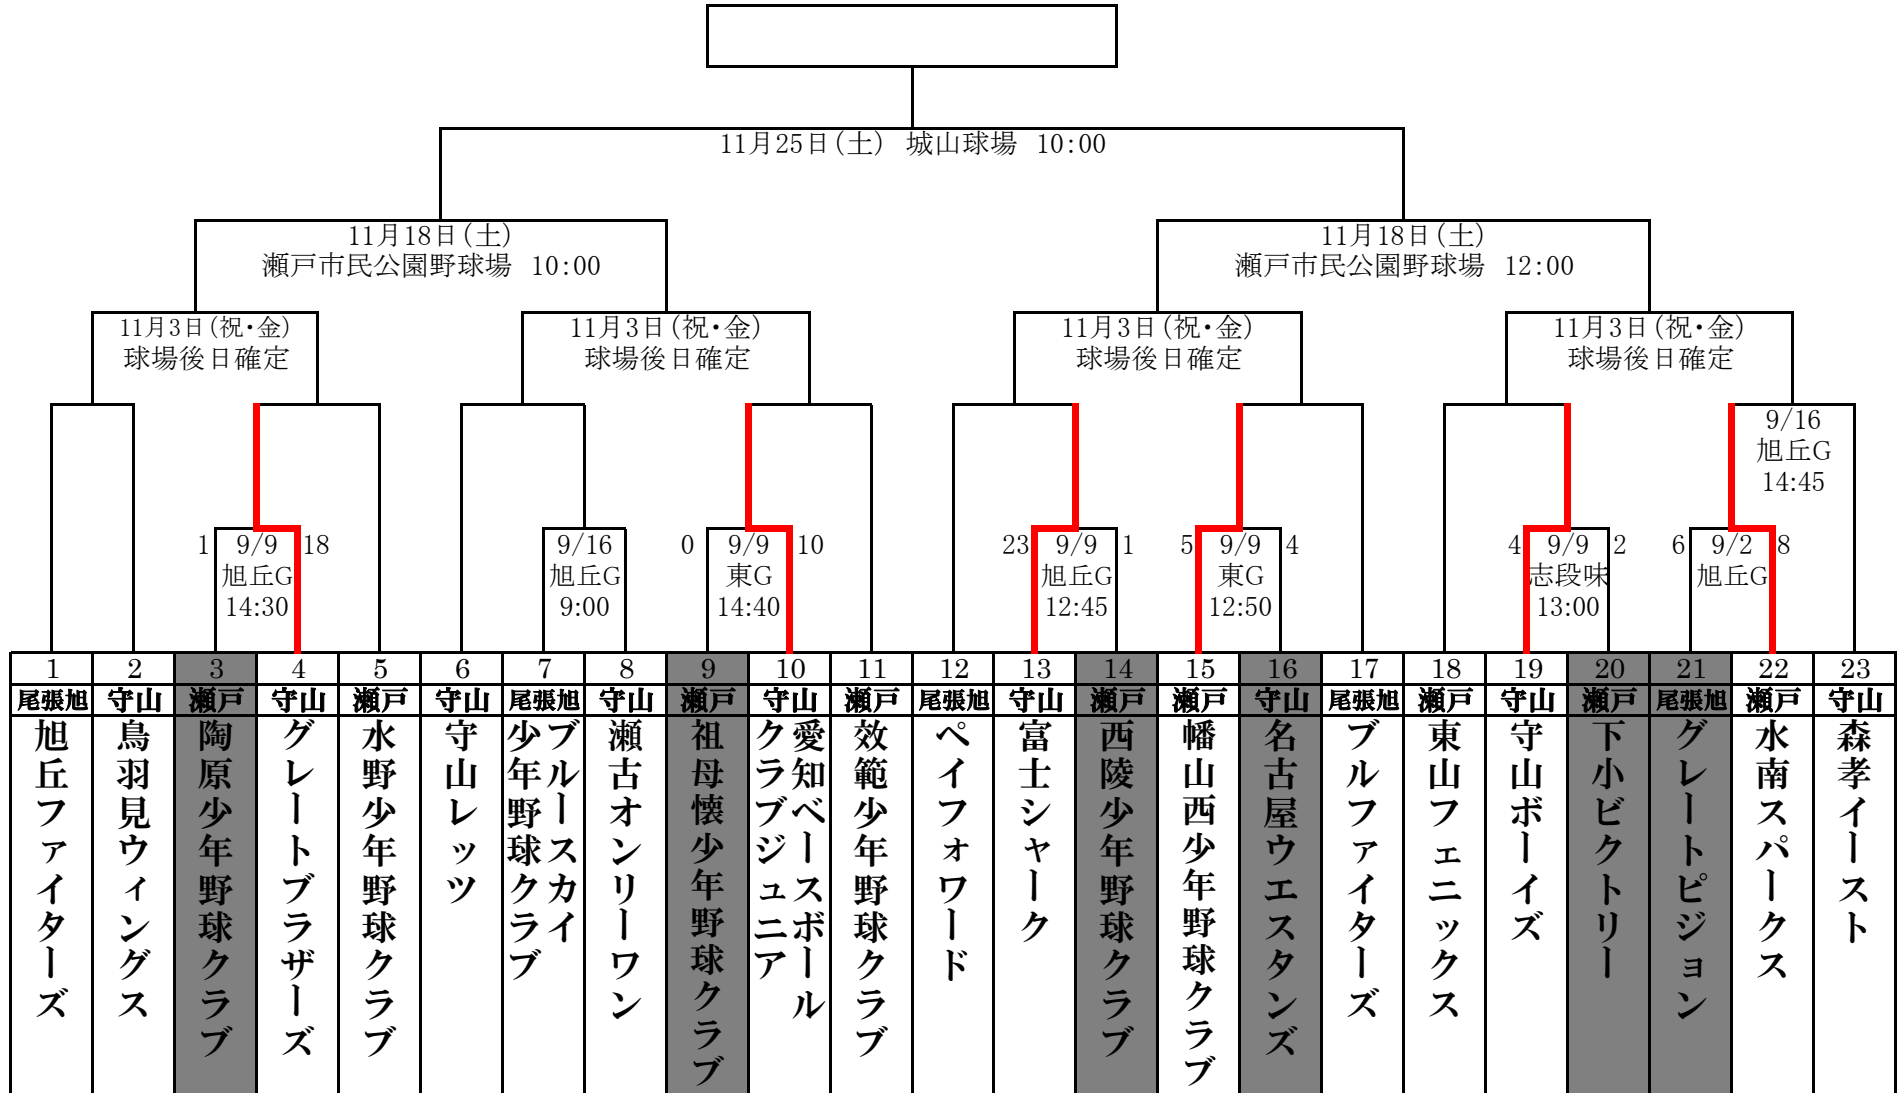 11月25日(土) 城山球場 10:00
11月18日(土)
瀬戸市民公園野球場 10:00
11月18日(土)
瀬戸市民公園野球場 12:00
11月3日(祝・金)
球場後日確定
11月3日(祝・金)
球場後日確定
11月3日(祝・金)
球場後日確定
11月3日(祝・金)
球場後日確定
9/16
旭丘G
14:45
1 9/9 18
旭丘G
14:30
9/16
旭丘G
9:00
0 9/9 10
東G
14:40
23 9/9 1
旭丘G
12:45
5 9/9 4
東G
12:50
4 9/9 2
志段味
13:00
6 9/2 8
旭丘G
1 2 3 4 5 6 7 8 9 10 11 12 13 14 15 16 17 18 19 20 21 22 23
尾張旭 守山 瀬戸 守山 瀬戸 守山 尾張旭 守山 瀬戸 守山 瀬戸 尾張旭 守山 瀬戸 瀬戸 守山 尾張旭 瀬戸 守山 瀬戸 尾張旭 瀬戸 守山
旭丘ファイターズ
鳥羽見ウィングス
陶原少年野球クラブ
グレートブラザーズ
水野少年野球クラブ
守山レッツ
ブルースカイ
少年野球クラブ
瀬古オンリーワン
祖母懐少年野球クラブ
愛知ベースボール
クラブジュニア
效範少年野球クラブ
ペイフォワード
富士シャーク
西陵少年野球クラブ
幡山西少年野球クラブ
名古屋ウエスタンズ
ブルファイターズ
東山フェニックス
守山ボーイズ
下小ビクトリー
グレートピジョン
水南スパークス
森孝イースト